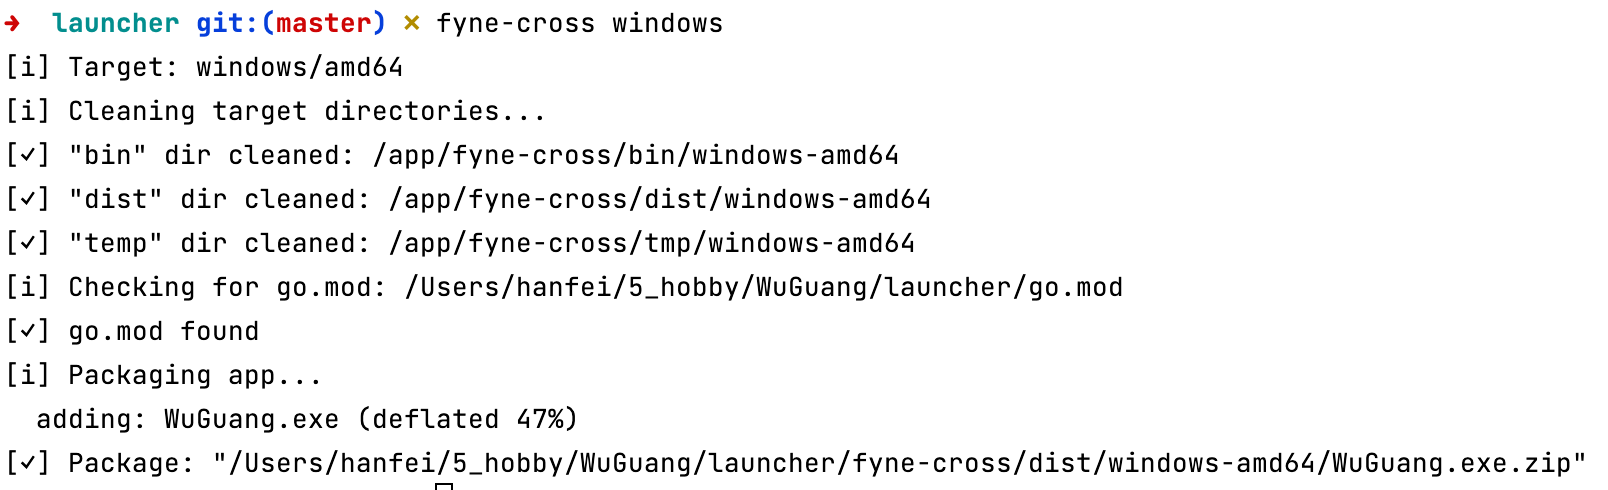 ➜  launcher git:(master) ✗ fyne-cross windows
[i] Target: windows/amd64
[i] Cleaning target directories...
[✓] "bin" dir cleaned: /app/fyne-cross/bin/windows-amd64
[✓] "dist" dir cleaned: /app/fyne-cross/dist/windows-amd64
[✓] "temp" dir cleaned: /app/fyne-cross/tmp/windows-amd64
[i] Checking for go.mod: /Users/hanfei/5_hobby/WuGuang/launcher/go.mod
[✓] go.mod found
[i] Packaging app...
  adding: WuGuang.exe (deflated 47%)
[✓] Package: "/Users/hanfei/5_hobby/WuGuang/launcher/fyne-cross/dist/windows-amd64/WuGuang.exe.zip"